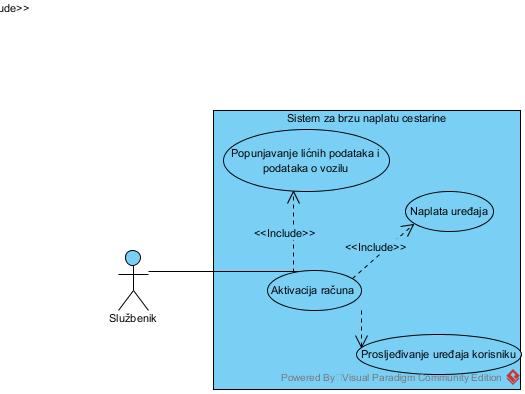 ude>>
Sistem za brzu naplatu cestarine
Popunjavanje ličnih podataka i
podataka o vozilu
Naplata uređaja
<<Include>>
<<Include>>
Aktivacija računa
Službenik
Prosljeđivanje uređaja korisniku
Powered By Visual Paradigm Community Edition